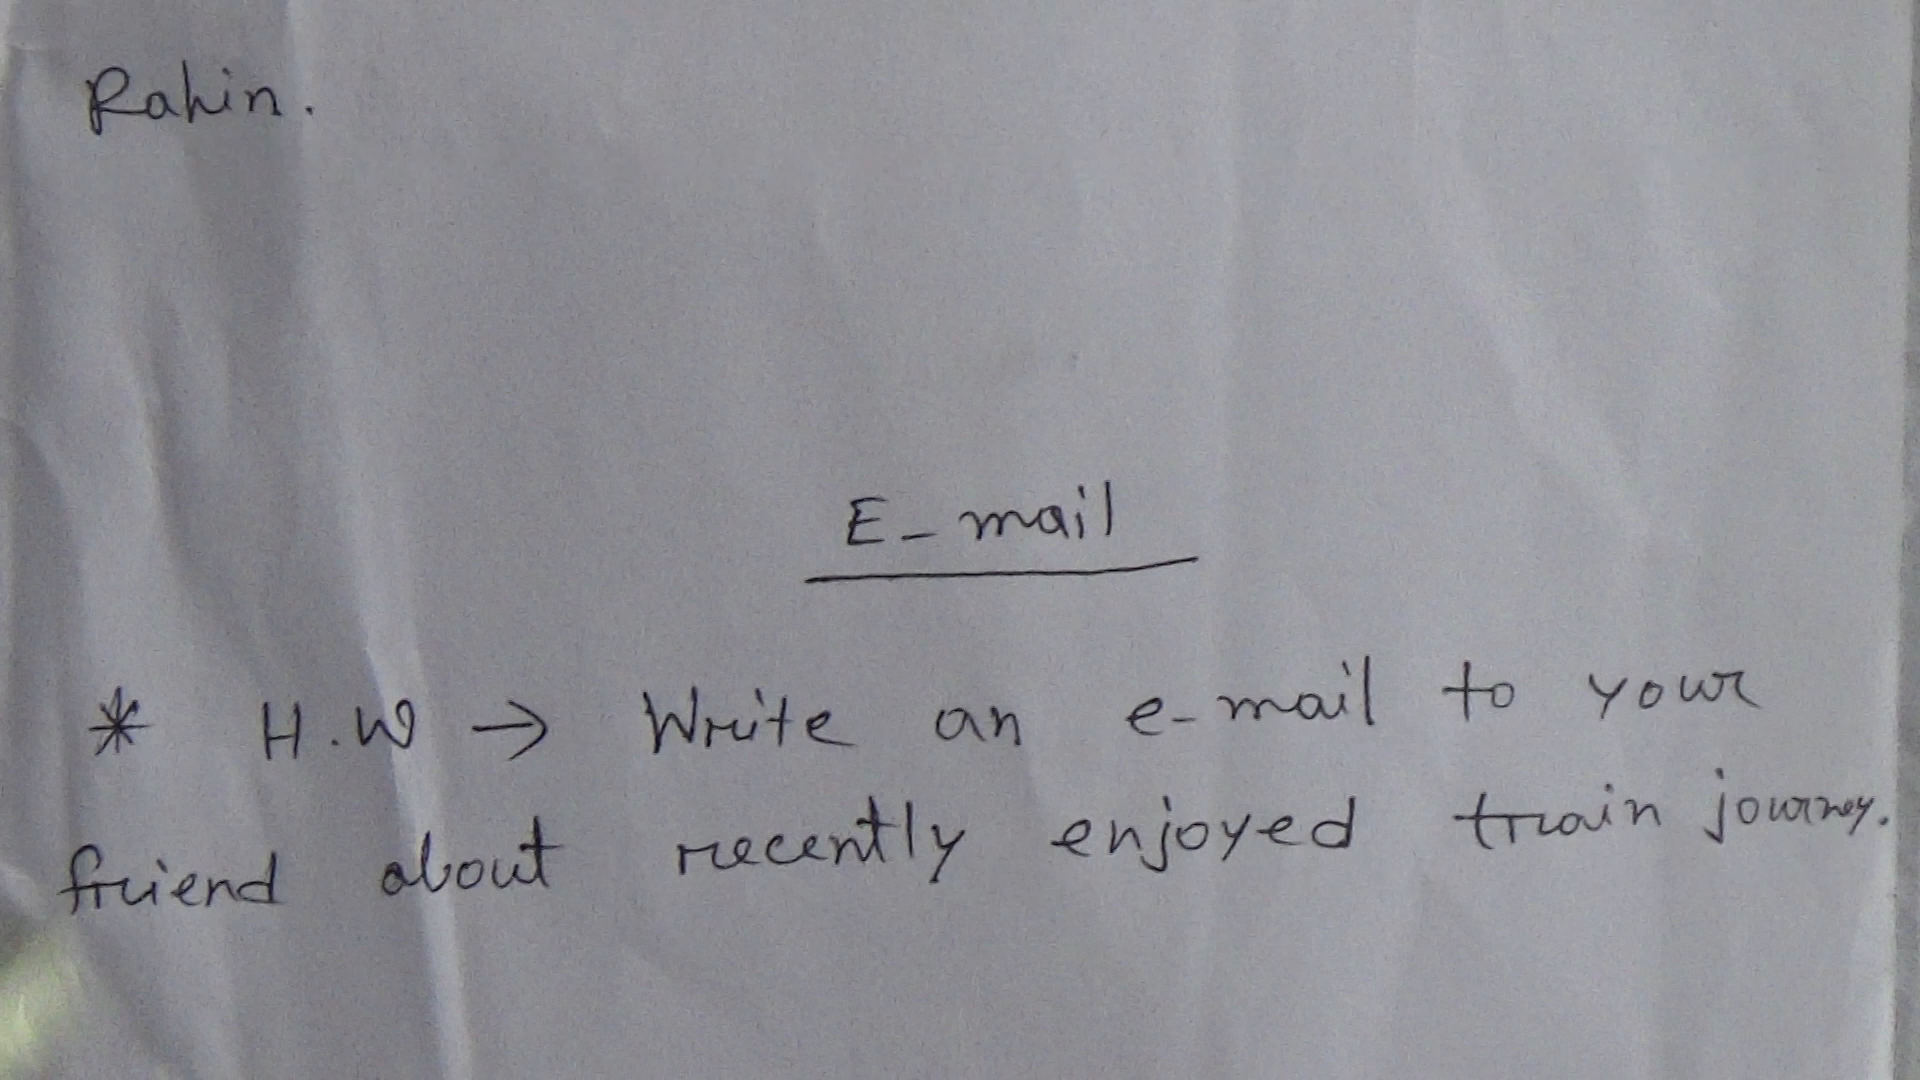 Rahin.
E-mail
* H.W → Write an e-mail to your
friend about recently enjoyed train journey.